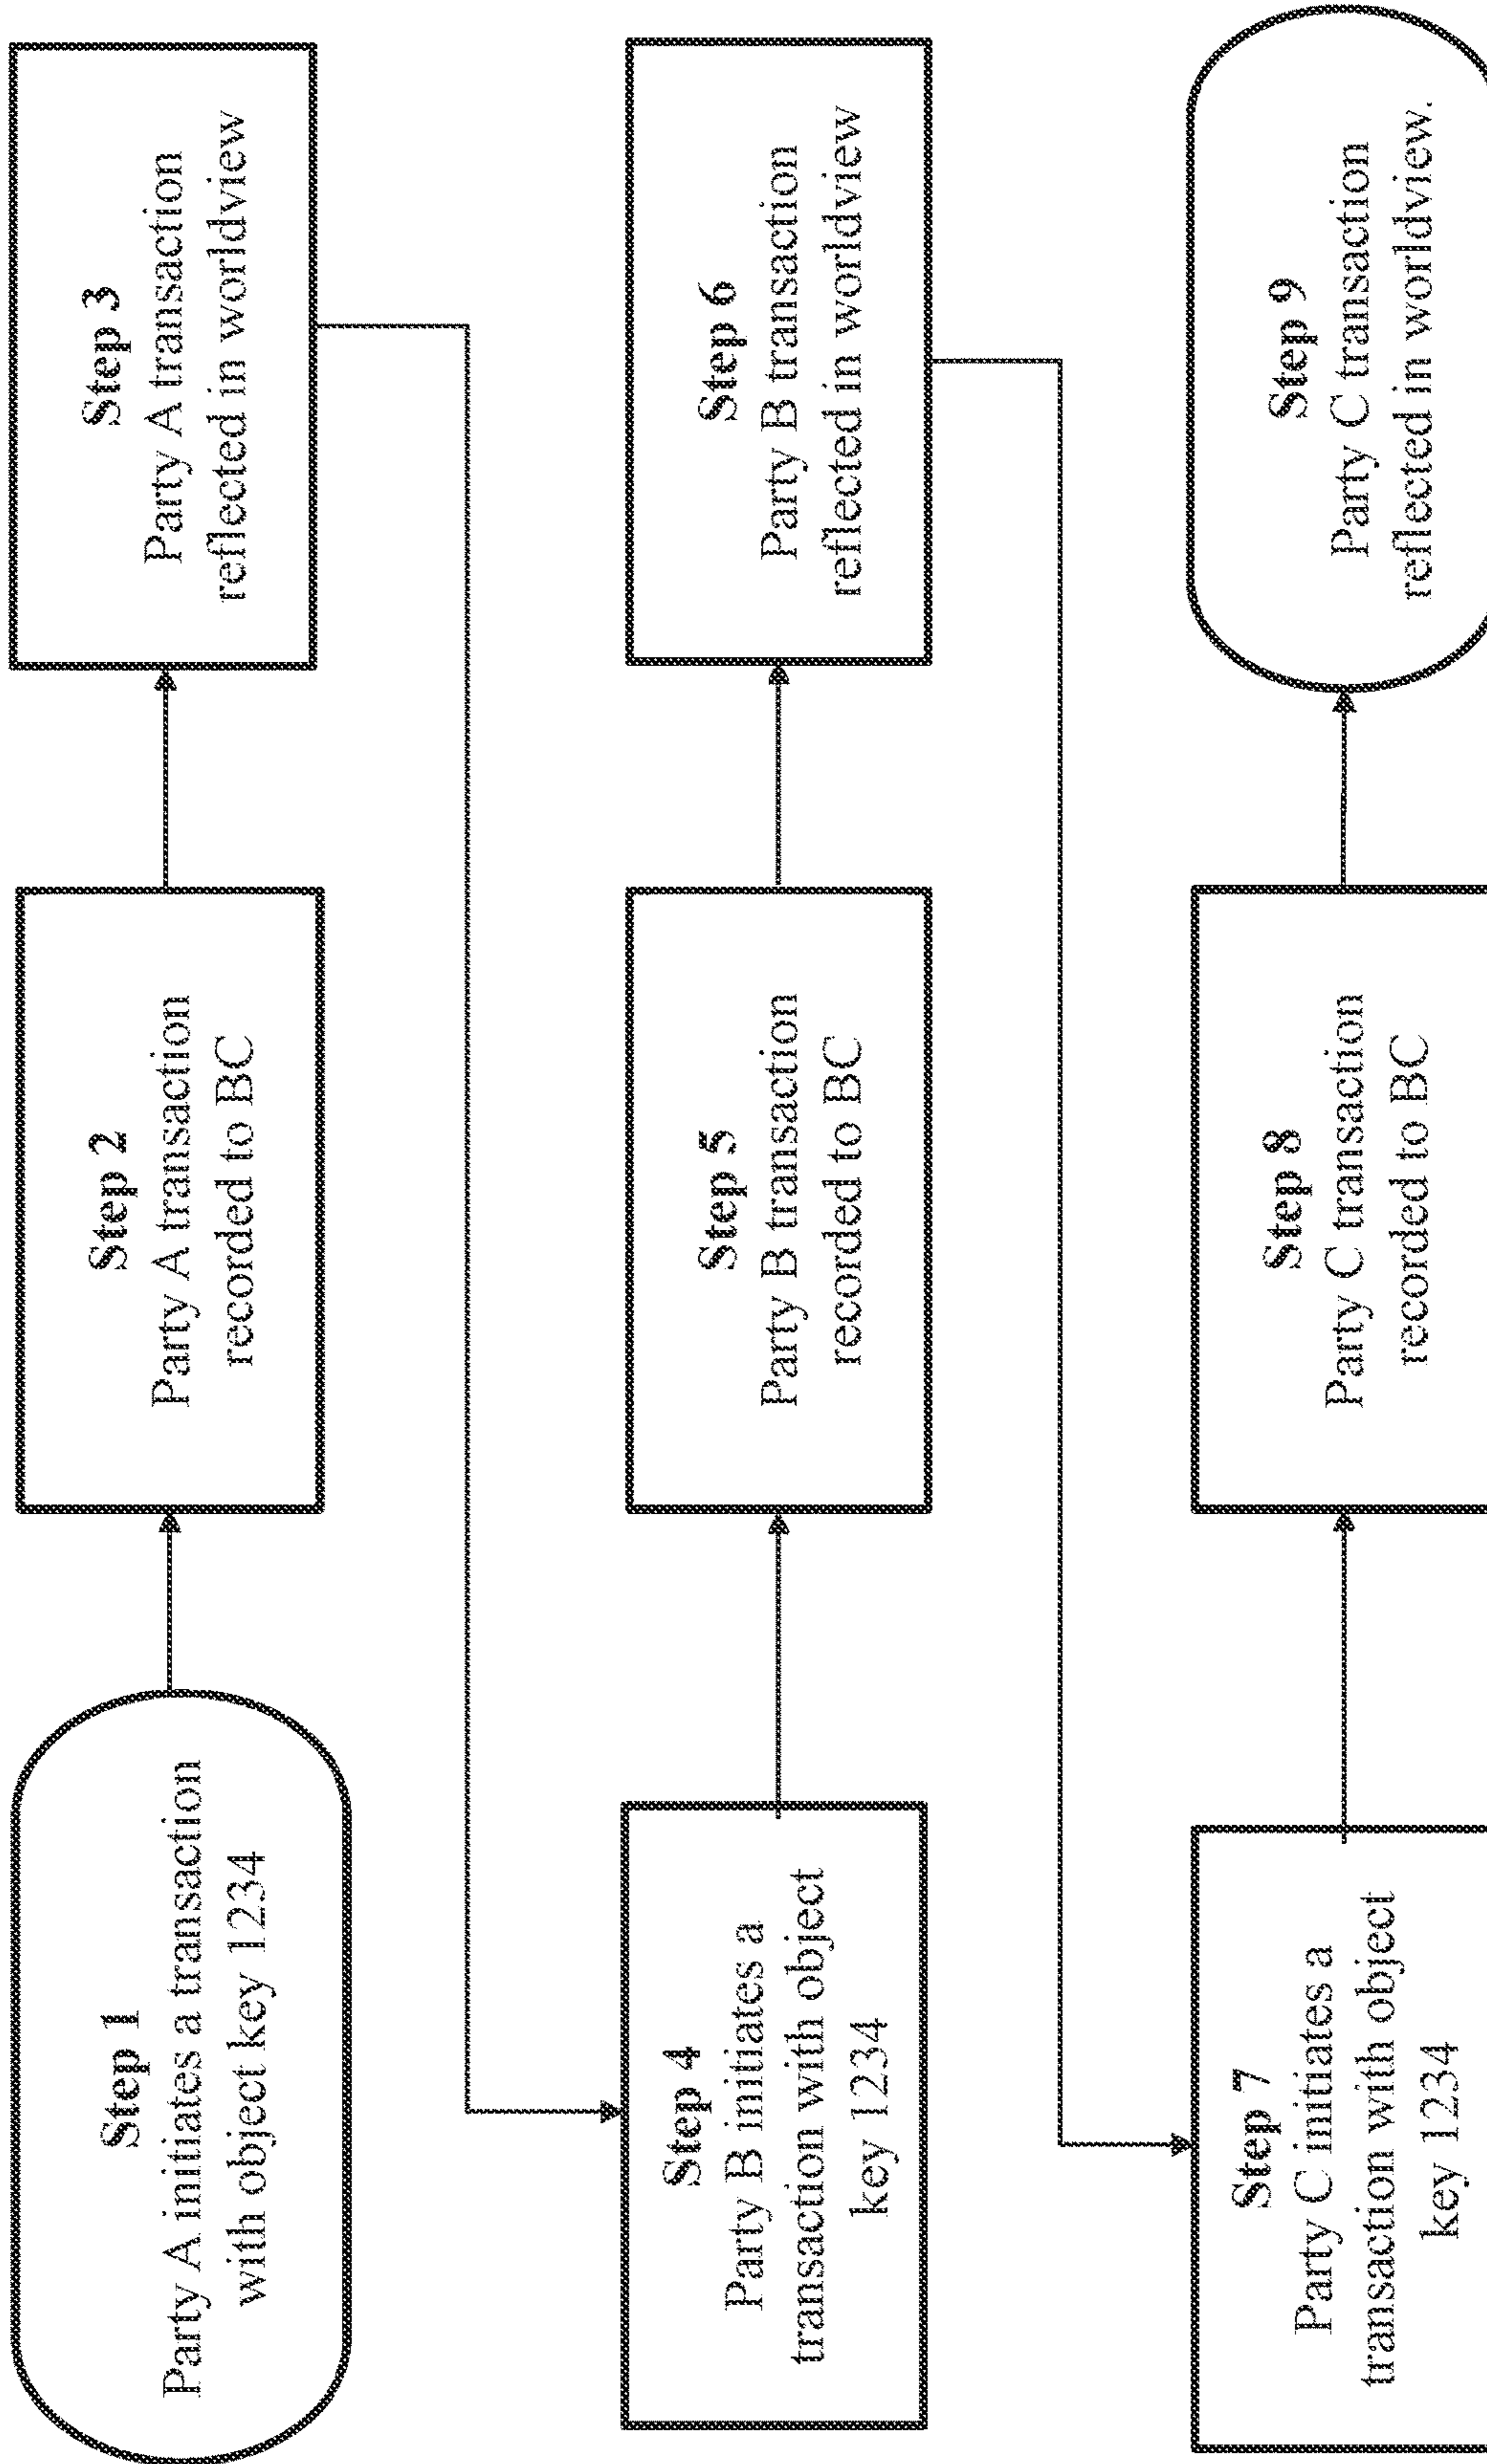 Step 1
Party A initiates a transaction
with object key 1234
Step 2
Party A transaction
recorded to BC
Step 3
Party A transaction
reflected in worldview
Step 4
Party B initiates a
transaction with object
key 1234
Step 5
Party B transaction
recorded to BC
Step 6
Party B transaction
reflected in worldview
Step 7
Party C initiates a
transaction with object
key 1234
Step 8
Party C transaction
recorded to BC
Step 9
Party C transaction
reflected in worldview.